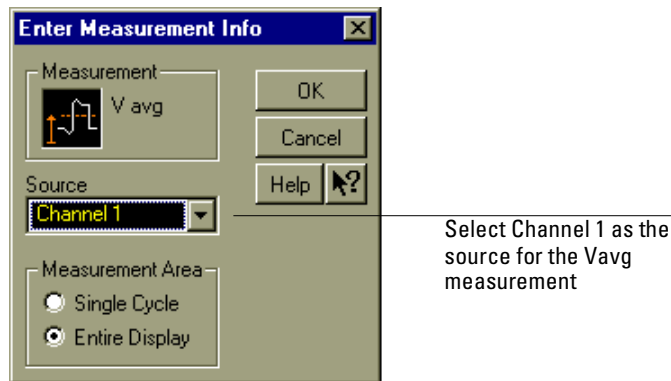 Enter Measurement Info
Measurement
V avg
OK
Cancel
Help
?
Source
Channel 1
Measurement Area
Single Cycle
Entire Display
Select Channel 1 as the
source for the Vavg
measurement